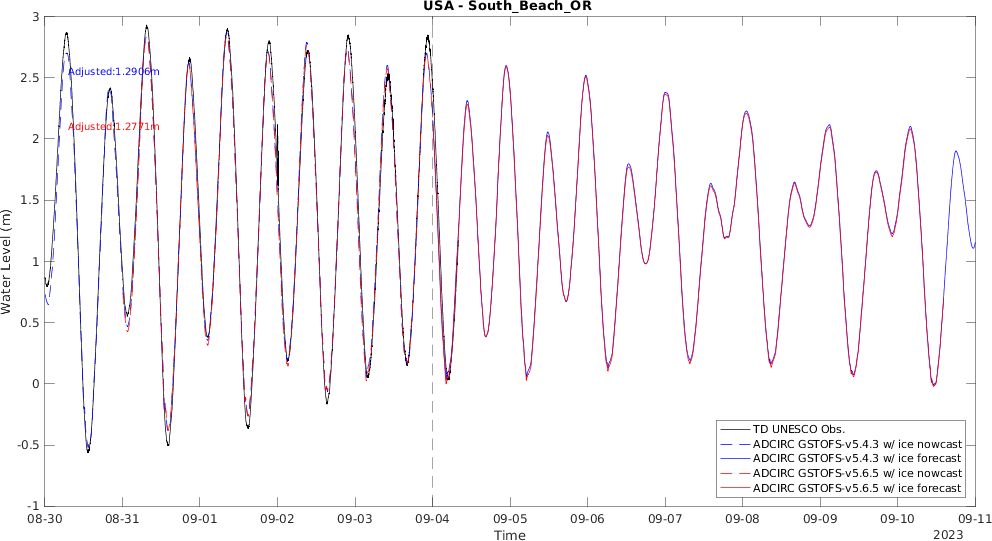 USA - South_Beach_OR
3
2.5
2
1.5
1
0.5
0
-0.5
-1
Water Level (m)
Adjusted:1.2906m
Adjusted:1.2771m
TD UNESCO Obs.
ADCIRC GSTOFS-v5.4.3 w/ ice nowcast
ADCIRC GSTOFS-v5.4.3 w/ ice forecast
ADCIRC GSTOFS-v5.6.5 w/ ice nowcast
ADCIRC GSTOFS-v5.6.5 w/ ice forecast
08-30 08-31 09-01 09-02 09-03 09-04 09-05 09-06 09-07 09-08 09-09 09-10 09-11
Time
2023